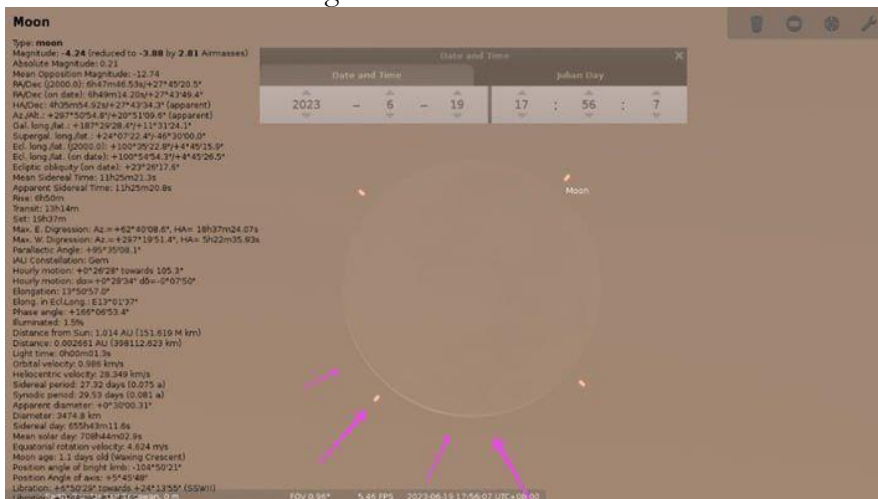 Moon
Type: moon
Magnitude: -4.24 (reduced to -3.88 by 2.81 Airmasses)
Absolute Magnitude: 0.21
Mean Opposition Magnitude: -12.74
RA/Dec (J2000.0): 6h47m46.53s/+27°45'20.5"
RA/Dec (on date): 6h49m14.20s/+27°43'49.4"
HA/Dec: 4h35m54.92s/+27°43'34.3" (apparent)
Az./Alt.: +297°50'54.8"/+20°51'09.6" (apparent)
Gal. long./lat.: +187°29'28.4"/+11°31'24.1"
Supergal. long./lat.: +24°07'22.4"/-46°30'00.0"
Ecl. long./lat. (J2000.0): +100°35'22.8"/+4°45'15.9"
Ecl. long./lat. (on date): +100°54'54.3"/+4°45'26.5"
Ecliptic obliquity (on date): +23°26'17.6"
Mean Sidereal Time: 11h25m21.3s
Apparent Sidereal Time: 11h25m20.8s
Rise: 6h50m
Transit: 13h14m
Set: 19h37m
Max. E. Digression: Az.=+62°40'08.6", HA= 18h37m24.07s
Max. W. Digression: Az.=+297°19'51.4", HA= 5h22m35.93s
Parallactic Angle: +95°35'08.1"
IAU Constellation: Gem
Hourly motion: +0°26'28" towards 105.3°
Hourly motion: dα=+0°28'34" dδ=-0°07'50"
Elongation: 13°50'57.0"
Elong. in Ecl.Long.: E13°01'37"
Phase angle: +166°06'53.4"
Illuminated: 1.5%
Distance from Sun: 1.014 AU (151.619 M km)
Distance: 0.002661 AU (398112.623 km)
Light time: 0h00m01.3s
Orbital velocity: 0.986 km/s
Heliocentric velocity: 28.349 km/s
Sidereal period: 27.32 days (0.075 a)
Synodic period: 29.53 days (0.081 a)
Apparent diameter: +0°30'00.31"
Diameter: 3474.8 km
Sidereal day: 655h43m11.6s
Mean solar day: 708h44m02.9s
Equatorial rotation velocity: 4.624 m/s
Moon age: 1.1 days old (Waxing Crescent)
Position angle of bright limb: -104°50'21"
Position Angle of axis: +5°45'48"
Libration: +6°50'29" towards +24°13'55" (SSWII)
Date and Time
Date and Time Julian Day
2023 - 6 - 19 17 : 56 : 7
Moon
FOV 0.96° 5.46 FPS 2023-06-19 17:56:07 UTC+08:00